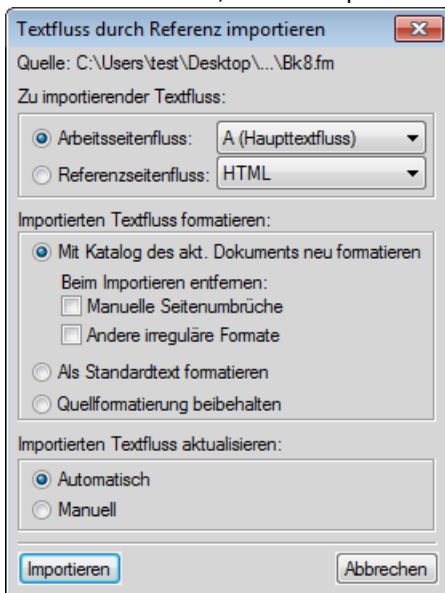 Textfluss durch Referenz importieren
Quelle: C:\Users\test\Desktop\...\Bk8.fm
Zu importierender Textfluss:
Arbeitsseitenfluss: A (Haupttextfluss)
Referenzseitenfluss: HTML
Importierten Textfluss formatieren:
Mit Katalog des akt. Dokuments neu formatieren
Beim Importieren entfernen:
Manuelle Seitenumbrüche
Andere irreguläre Formate
Als Standardtext formatieren
Quellformatierung beibehalten
Importierten Textfluss aktualisieren:
Automatisch
Manuell
Importieren Abbrechen